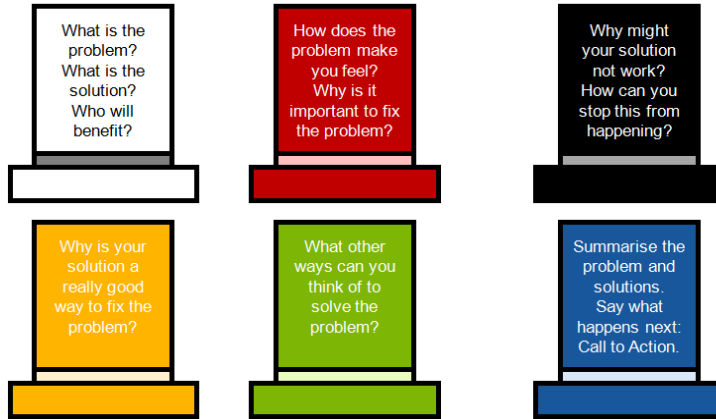 What is the
problem?
What is the
solution?
Who will
benefit?
How does the
problem make
you feel?
Why is it
important to fix
the problem?
Why might
your solution
not work?
How can you
stop this from
happening?
Why is your
solution a
really good
way to fix the
problem?
What other
ways can you
think of to
solve the
problem?
Summarise the
problem and
solutions.
Say what
happens next:
Call to Action.